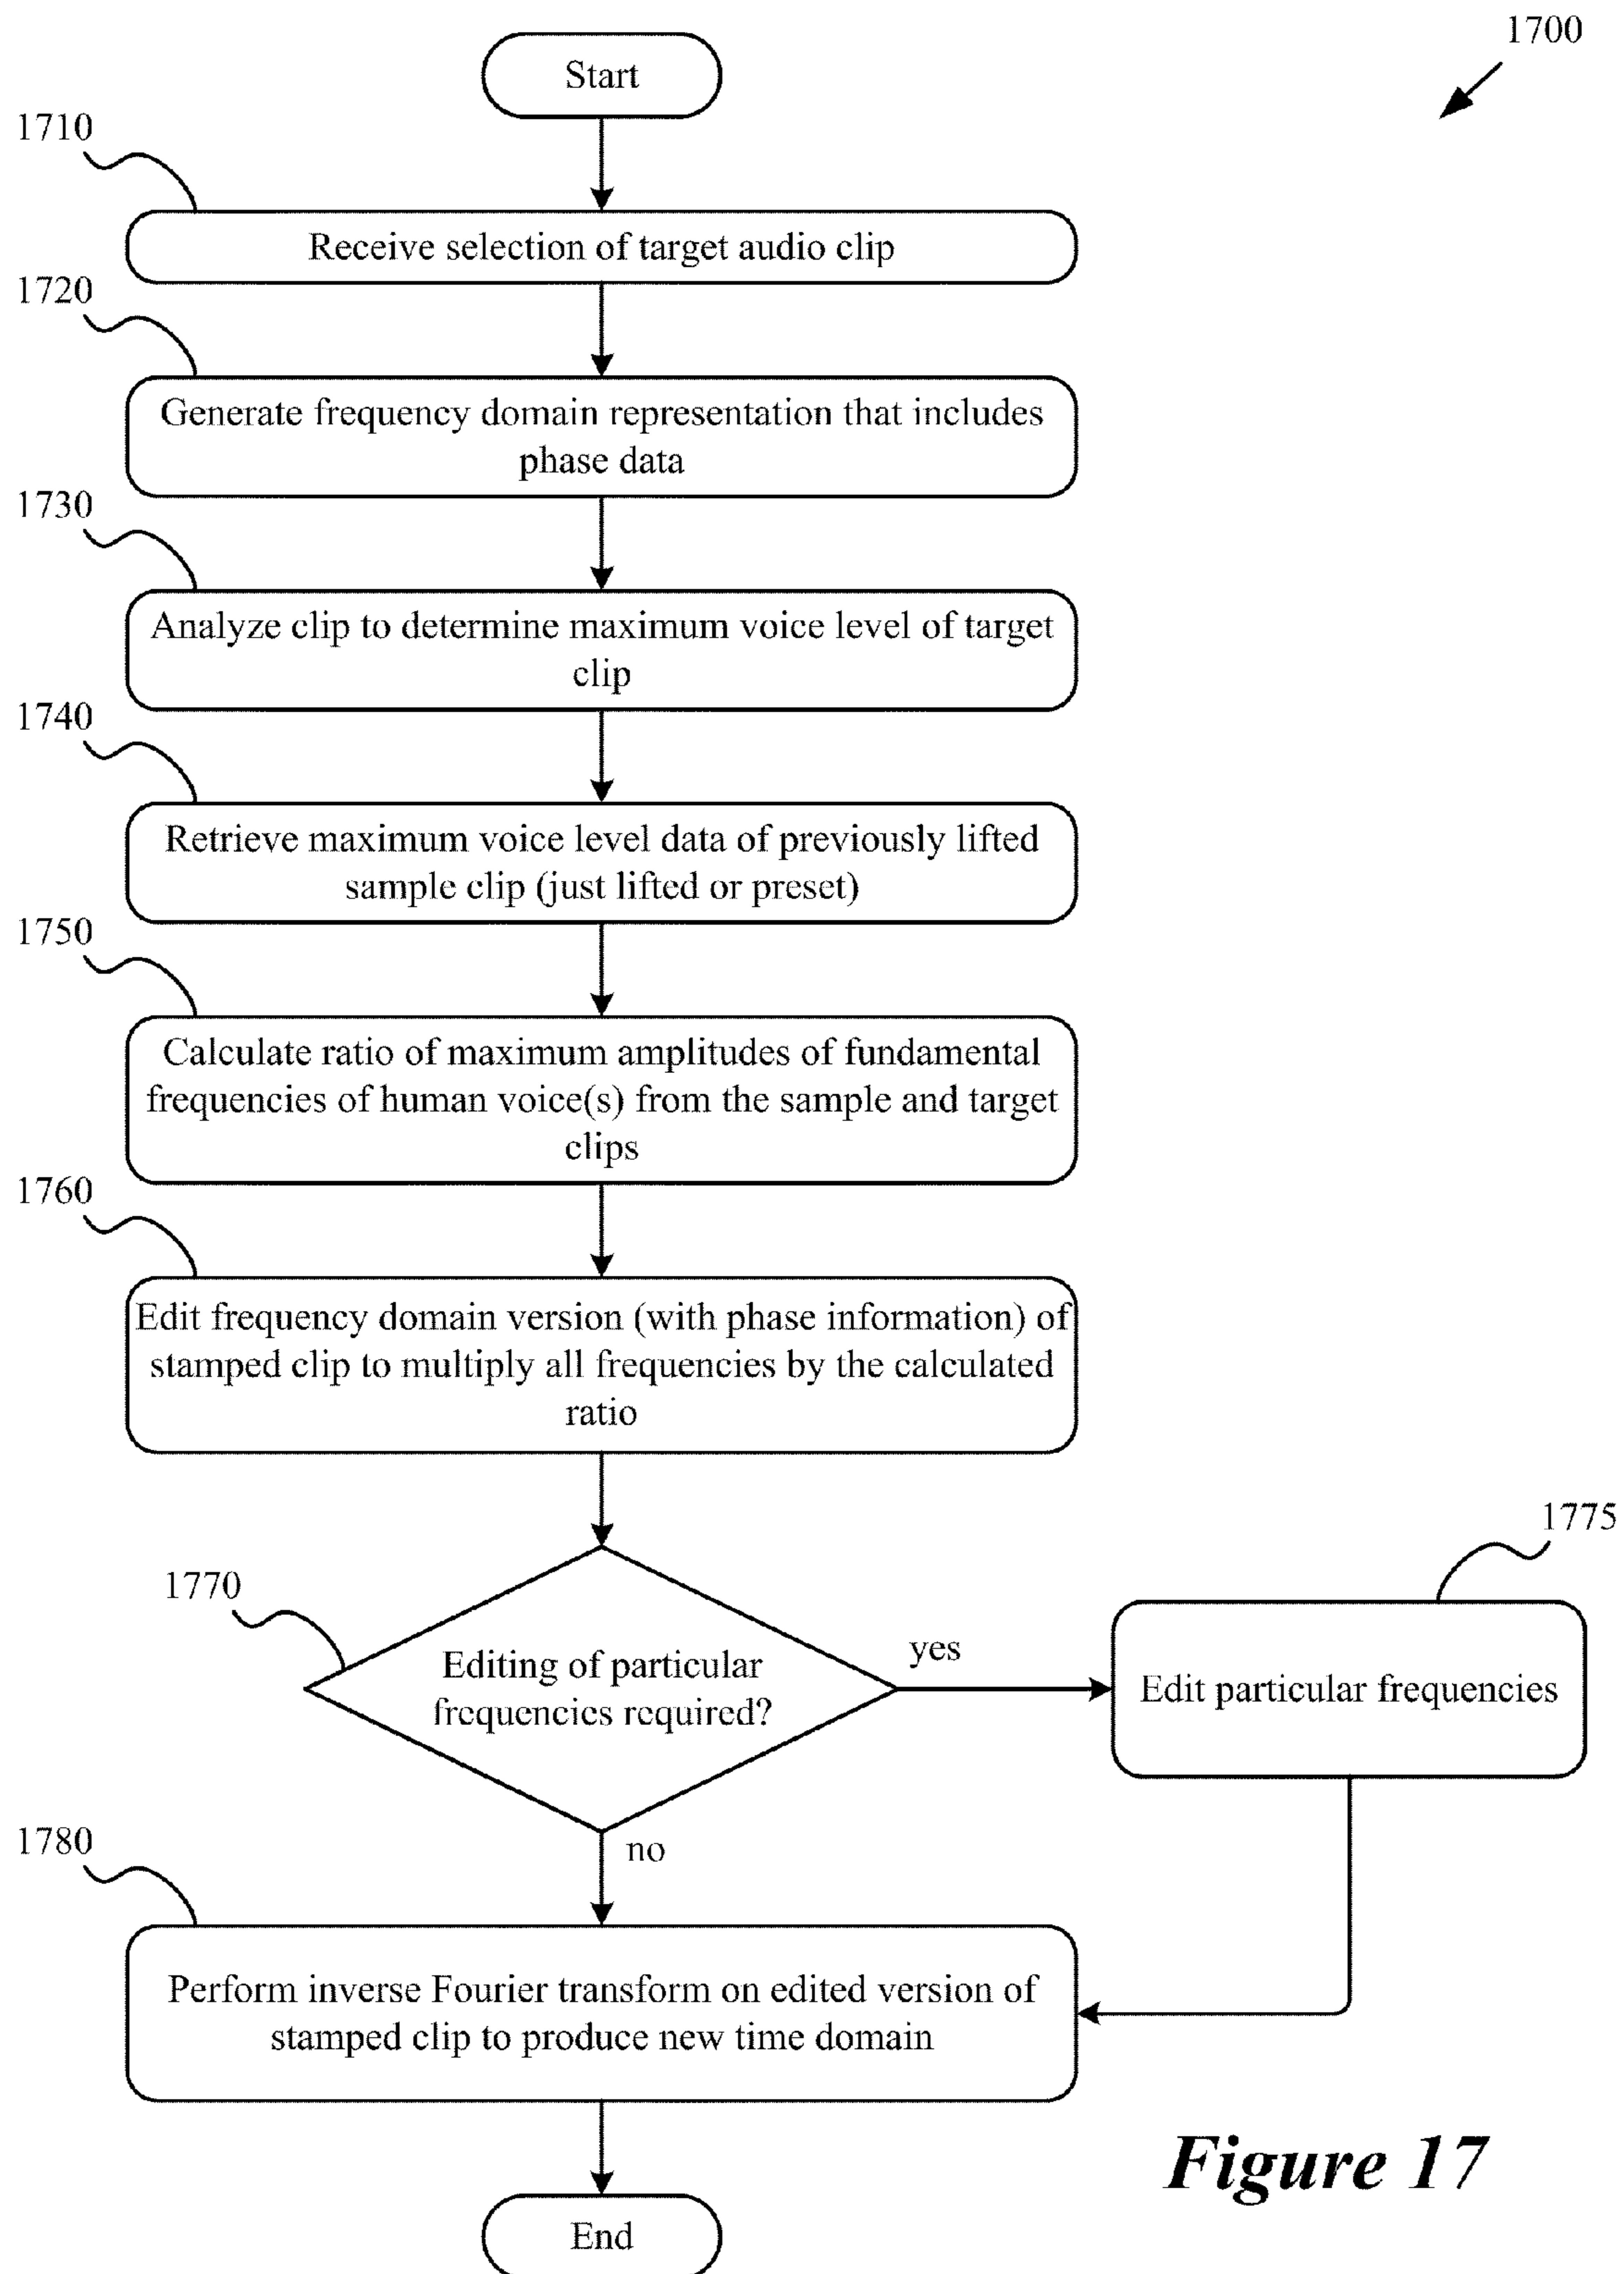 1700
Start
1710
Receive selection of target audio clip
1720
Generate frequency domain representation that includes
phase data
1730
Analyze clip to determine maximum voice level of target
clip
1740
Retrieve maximum voice level data of previously lifted
sample clip (just lifted or preset)
1750
Calculate ratio of maximum amplitudes of fundamental
frequencies of human voice(s) from the sample and target
clips
1760
Edit frequency domain version (with phase information) of
stamped clip to multiply all frequencies by the calculated
ratio
1770
Editing of particular
frequencies required?
yes
1775
Edit particular frequencies
no
1780
Perform inverse Fourier transform on edited version of
stamped clip to produce new time domain
End
Figure 17